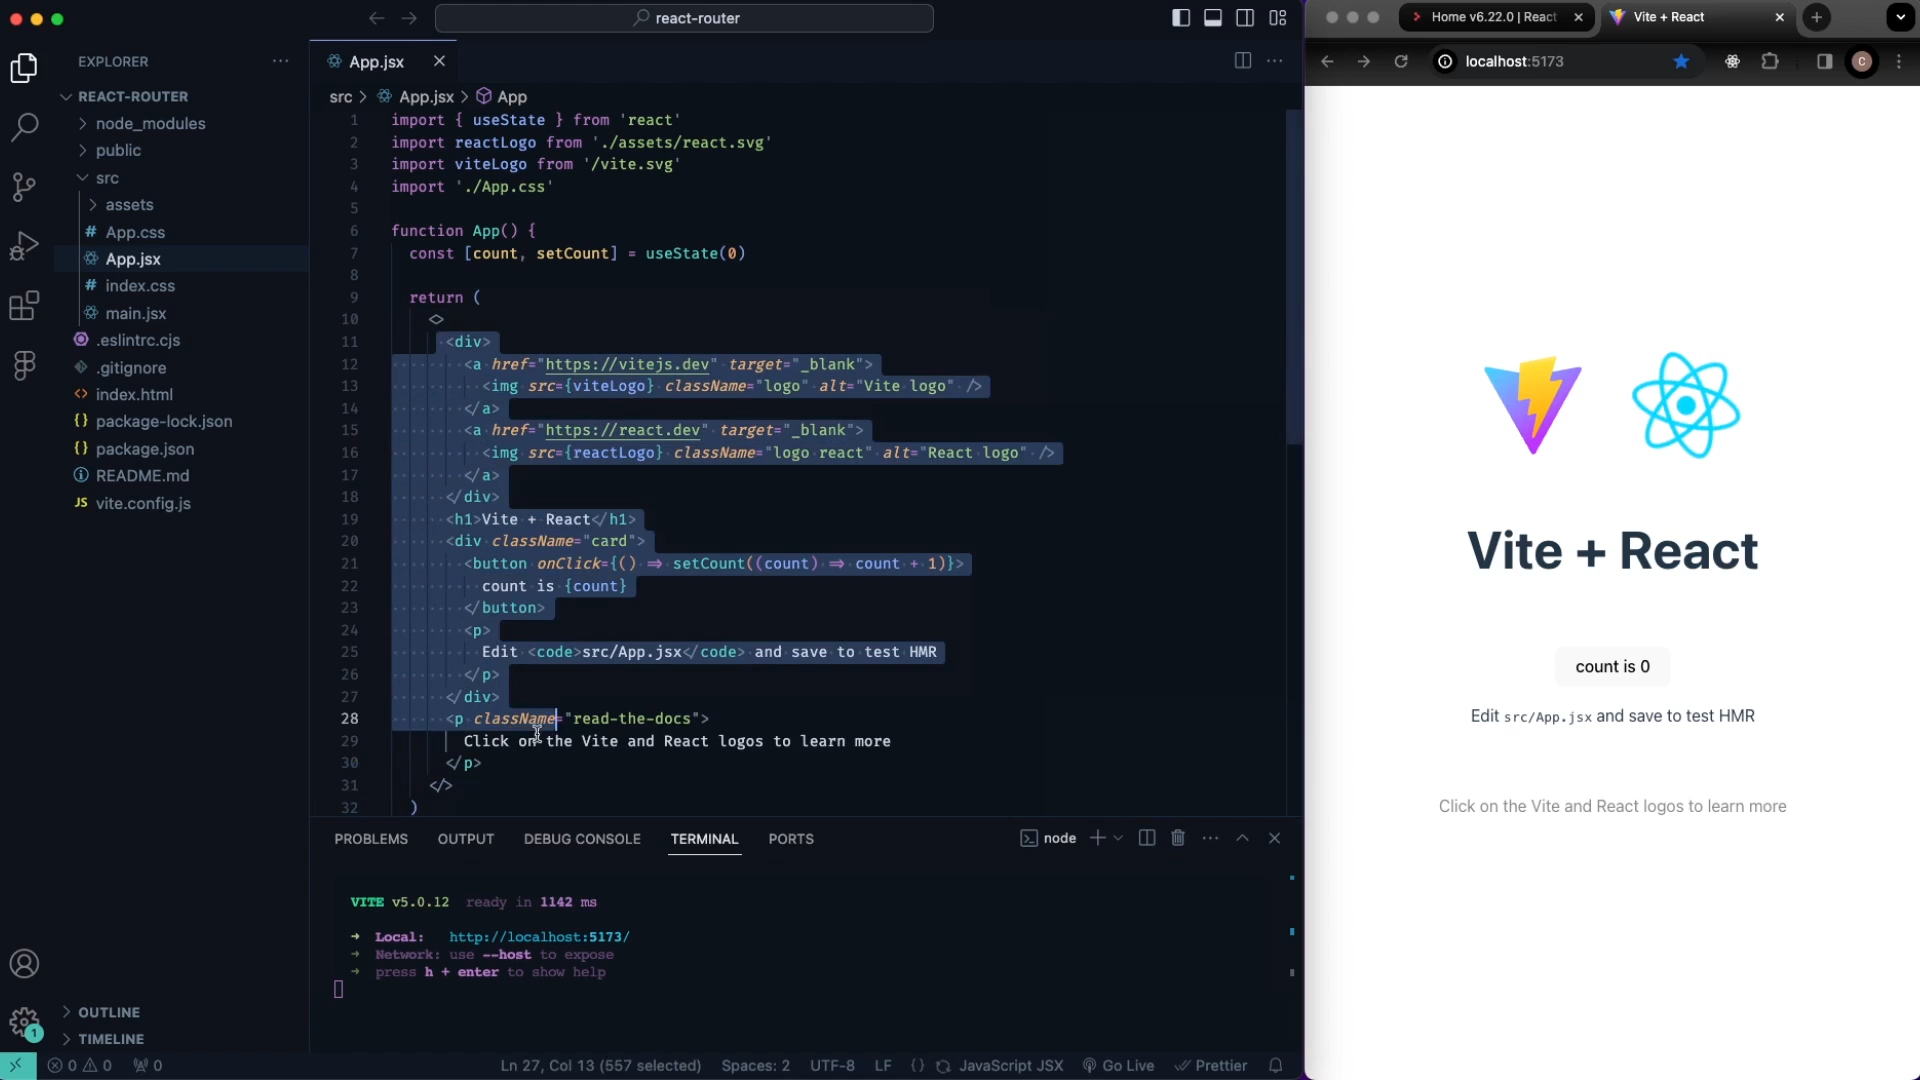 react-router
EXPLORER
REACT-ROUTER
node_modules
public
src
assets
App.css
App.jsx
index.css
main.jsx
.eslintrc.cjs
.gitignore
index.html
package-lock.json
package.json
README.md
vite.config.js
OUTLINE
TIMELINE
App.jsx
src > App.jsx > App
1 import { useState } from 'react'
2 import reactLogo from './assets/react.svg'
3 import viteLogo from '/vite.svg'
4 import './App.css'
5
6 function App() {
7 const [count, setCount] = useState(0)
8
9 return (
10 <>
11 <div>
12 <a href="https://vitejs.dev" target="_blank">
13 <img src={viteLogo} className="logo" alt="Vite logo" />
14 </a>
15 <a href="https://react.dev" target="_blank">
16 <img src={reactLogo} className="logo react" alt="React logo" />
17 </a>
18 </div>
19 <h1>Vite + React</h1>
20 <div className="card">
21 <button onClick={() => setCount((count) => count + 1)}>
22 count is {count}
23 </button>
24 <p>
25 Edit <code>src/App.jsx</code> and save to test HMR
26 </p>
27 </div>
28 <p className="read-the-docs">
29 Click on the Vite and React logos to learn more
30 </p>
31 </>
32 )
PROBLEMS OUTPUT DEBUG CONSOLE TERMINAL PORTS
node
VITE v5.0.12 ready in 1142 ms
➜ Local: http://localhost:5173/
➜ Network: use --host to expose
➜ press h + enter to show help
1
0 0 0
Ln 27, Col 13 (557 selected) Spaces: 2 UTF-8 LF {} JavaScript JSX Go Live Prettier
Home v6.22.0 | React
Vite + React
localhost:5173
C
Vite + React
count is 0
Edit src/App.jsx and save to test HMR
Click on the Vite and React logos to learn more